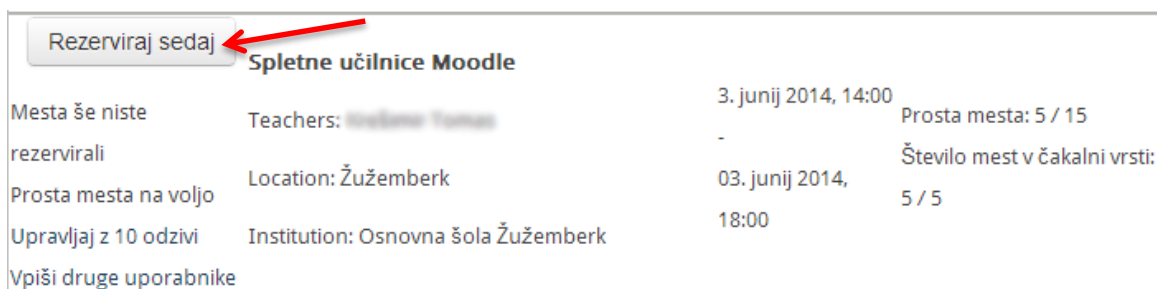 Rezerviraj sedaj
Mesta še niste
rezervirali
Prosta mesta na voljo
Upravljaj z 10 odzivi
Vpiši druge uporabnike
Spletne učilnice Moodle
Teachers:
Location: Žužemberk
Institution: Osnovna šola Žužemberk
3. junij 2014, 14:00
-
03. junij 2014,
18:00
Prosta mesta: 5 / 15
Število mest v čakalni vrsti:
5 / 5